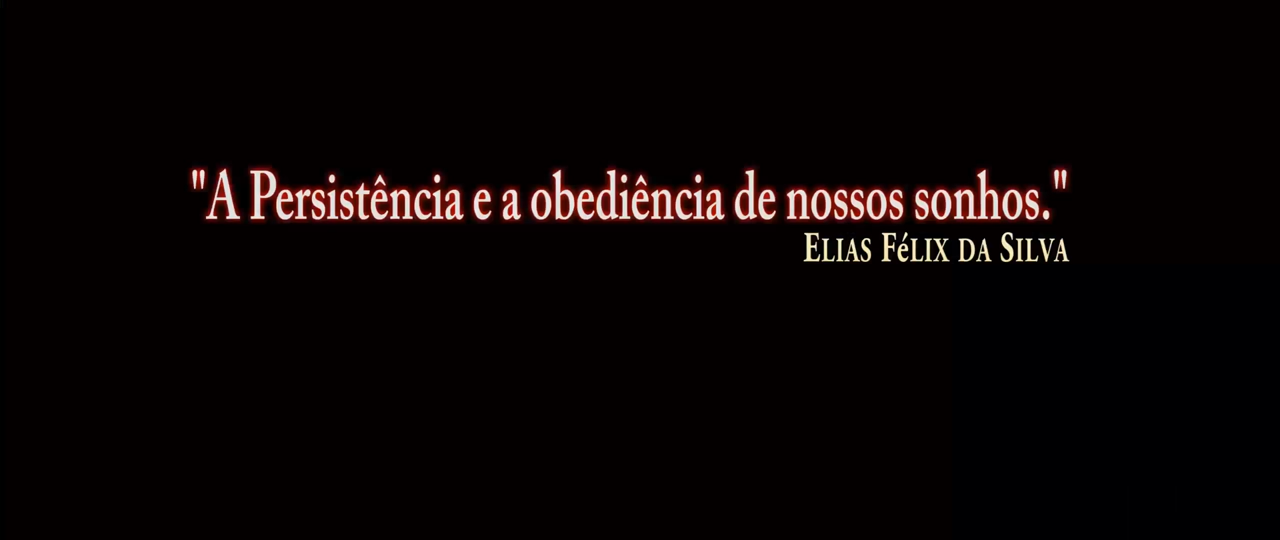 "A Persistência e a obediência de nossos sonhos."
ELIAS FéLIX DA SILVA